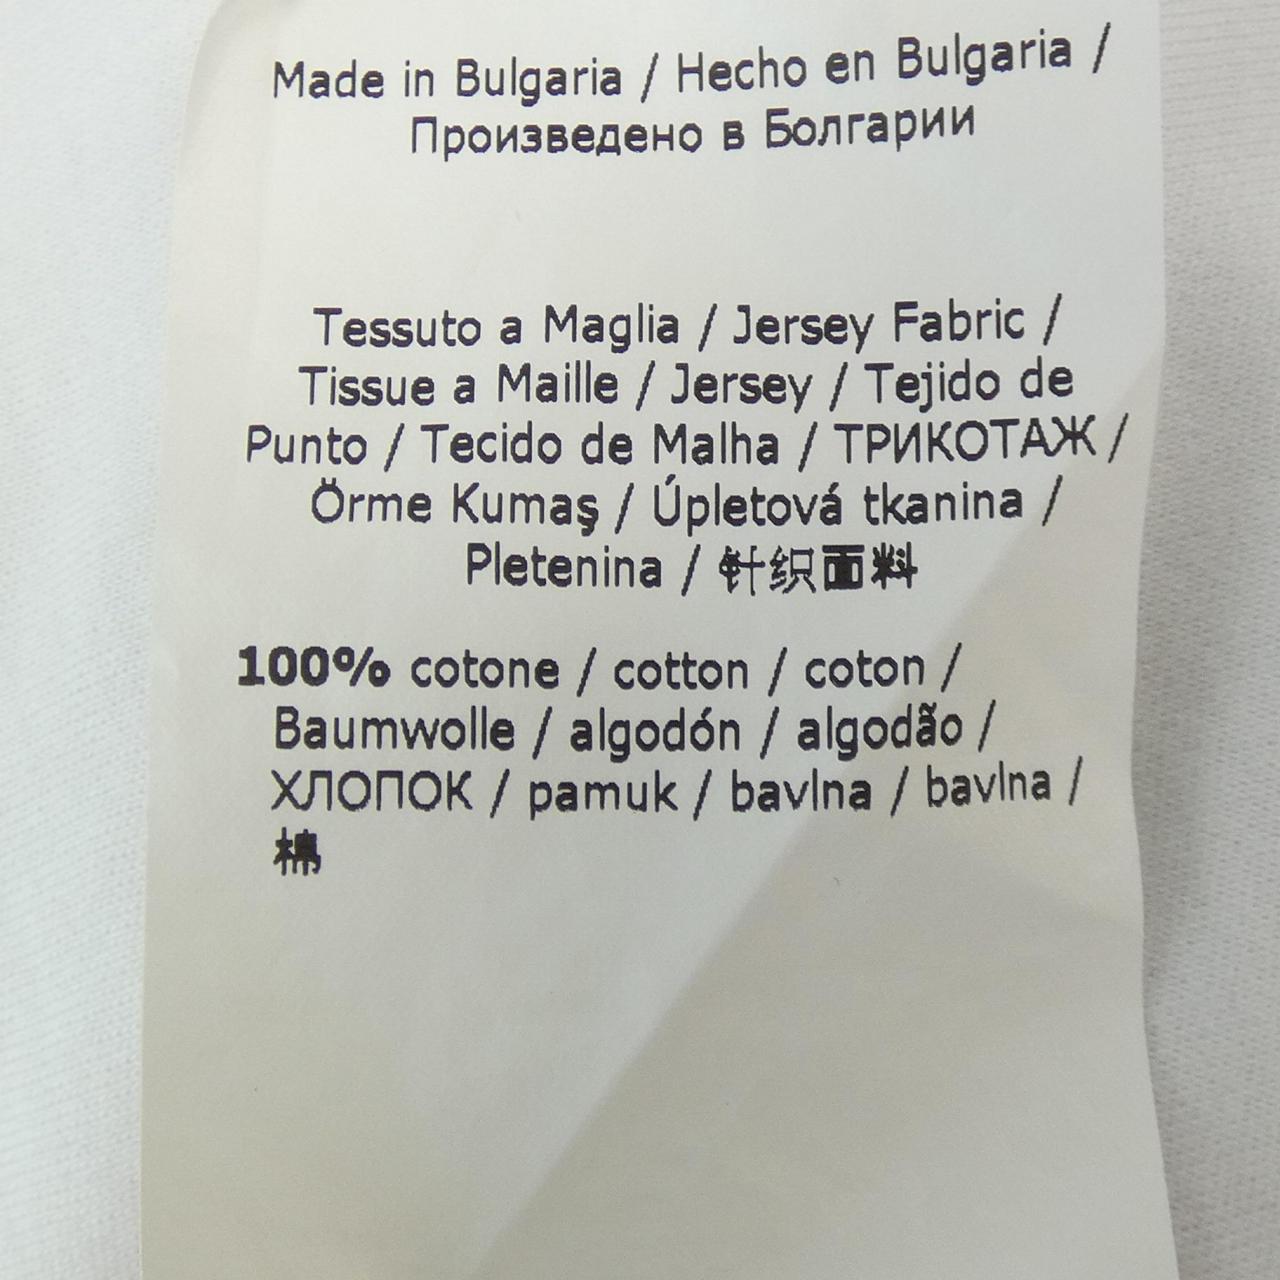 Made in Bulgaria / Hecho en Bulgaria /
Произведено в Болгарии
Tessuto a Maglia / Jersey Fabric /
Tissue a Maille / Jersey / Tejido de
Punto / Tecido de Malha / ТРИКОТАЖ /
Örme Kumaş / Úpletová tkanina /
Pletenina / 针织面料
100% cotone / cotton / coton /
Baumwolle / algodón / algodão /
ХЛОПОК / pamuk / bavlna / bavlna /
棉